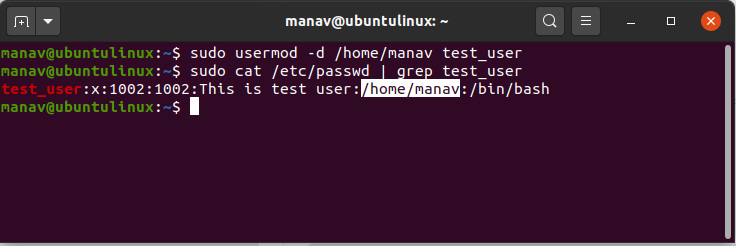 manav@ubuntulinux: ~
manav@ubuntulinux:~$ sudo usermod -d /home/manav test_user
manav@ubuntulinux:~$ sudo cat /etc/passwd | grep test_user
test_user:x:1002:1002:This is test user:/home/manav:/bin/bash
manav@ubuntulinux:~$